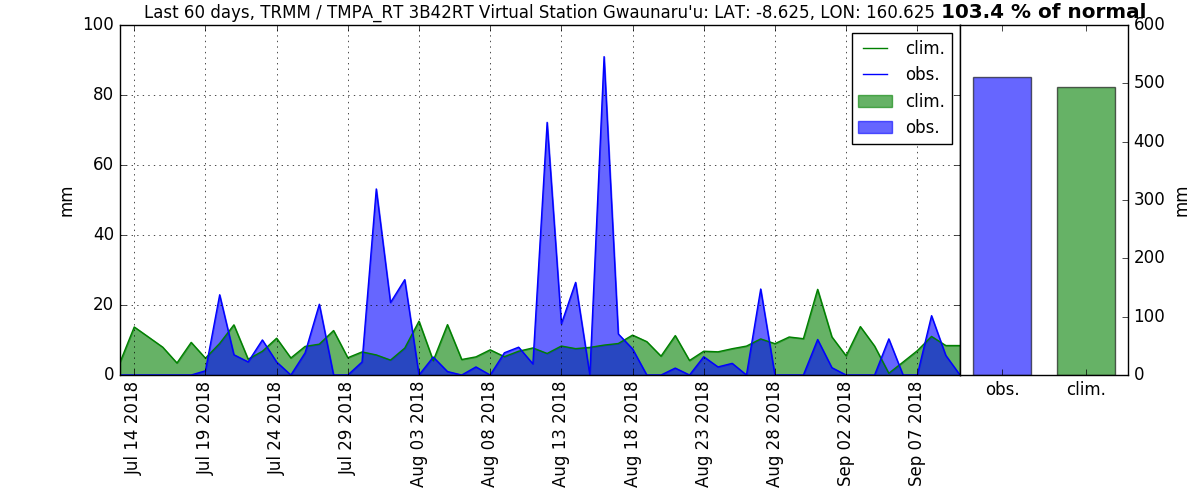 Last 60 days, TRMM / TMPA_RT 3B42RT Virtual Station Gwaunaru'u: LAT: -8.625, LON: 160.625 103.4 % of normal
100
80
60
40
20
0
mm
clim.
obs.
clim.
obs.
600
500
400
300
200
100
0
mm
obs.
clim.
Jul 14 2018
Jul 19 2018
Jul 24 2018
Jul 29 2018
Aug 03 2018
Aug 08 2018
Aug 13 2018
Aug 18 2018
Aug 23 2018
Aug 28 2018
Sep 02 2018
Sep 07 2018